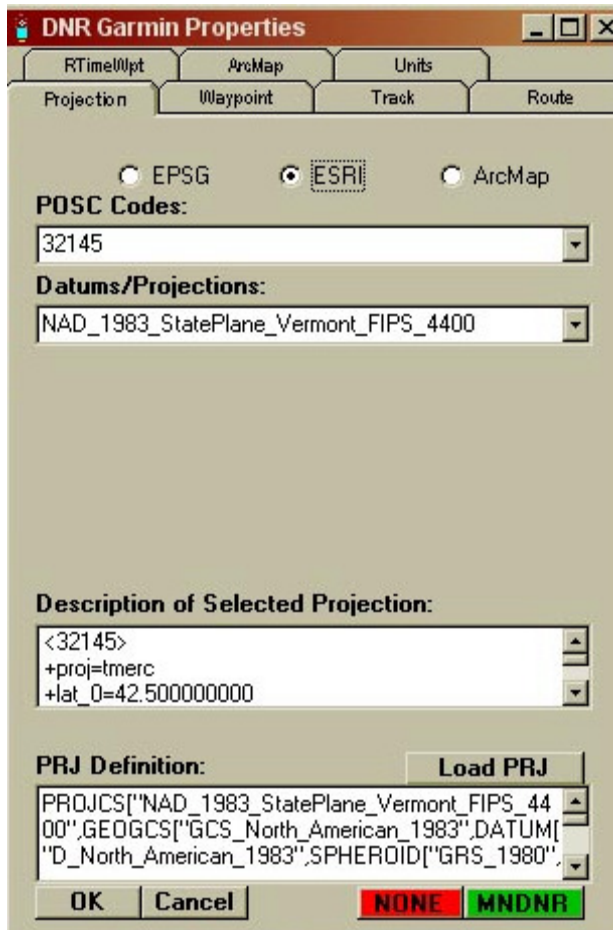 DNR Garmin Properties
RTimeWpt ArcMap Units
Projection Waypoint Track Route
EPSG ESRI ArcMap
POSC Codes:
32145
Datums/Projections:
NAD_1983_StatePlane_Vermont_FIPS_4400
Description of Selected Projection:
<32145>
+proj=tmerc
+lat_0=42.500000000
PRJ Definition:
Load PRJ
PROJCS["NAD_1983_StatePlane_Vermont_FIPS_44
00",GEOGCS["GCS_North_American_1983",DATUM[
"D_North_American_1983",SPHEROID["GRS_1980",
OK Cancel NONE MNDNR